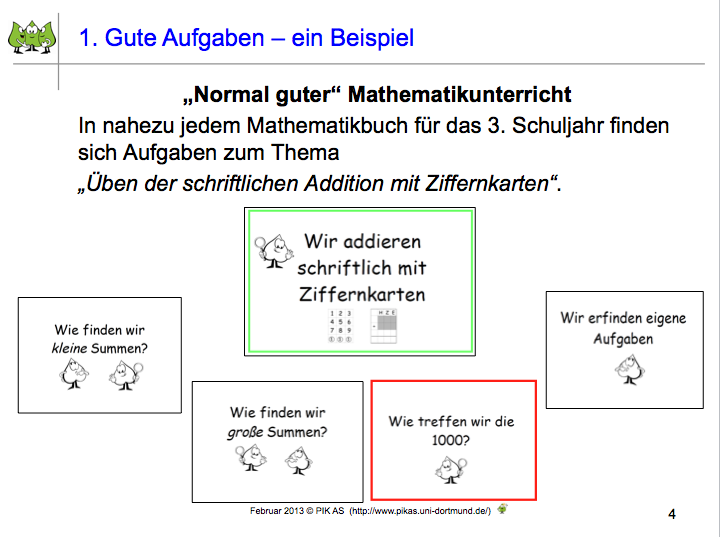 1. Gute Aufgaben – ein Beispiel
„Normal guter“ Mathematikunterricht
In nahezu jedem Mathematikbuch für das 3. Schuljahr finden
sich Aufgaben zum Thema
„Üben der schriftlichen Addition mit Ziffernkarten“.
Wir addieren
schriftlich mit
Ziffernkarten
1 2 3
4 5 6
7 8 9
H Z E
Wie finden wir
kleine Summen?
Wir erfinden eigene
Aufgaben
Wie finden wir
große Summen?
Wie treffen wir die
1000?
Februar 2013 © PIK AS (http://www.pikas.uni-dortmund.de/)
4